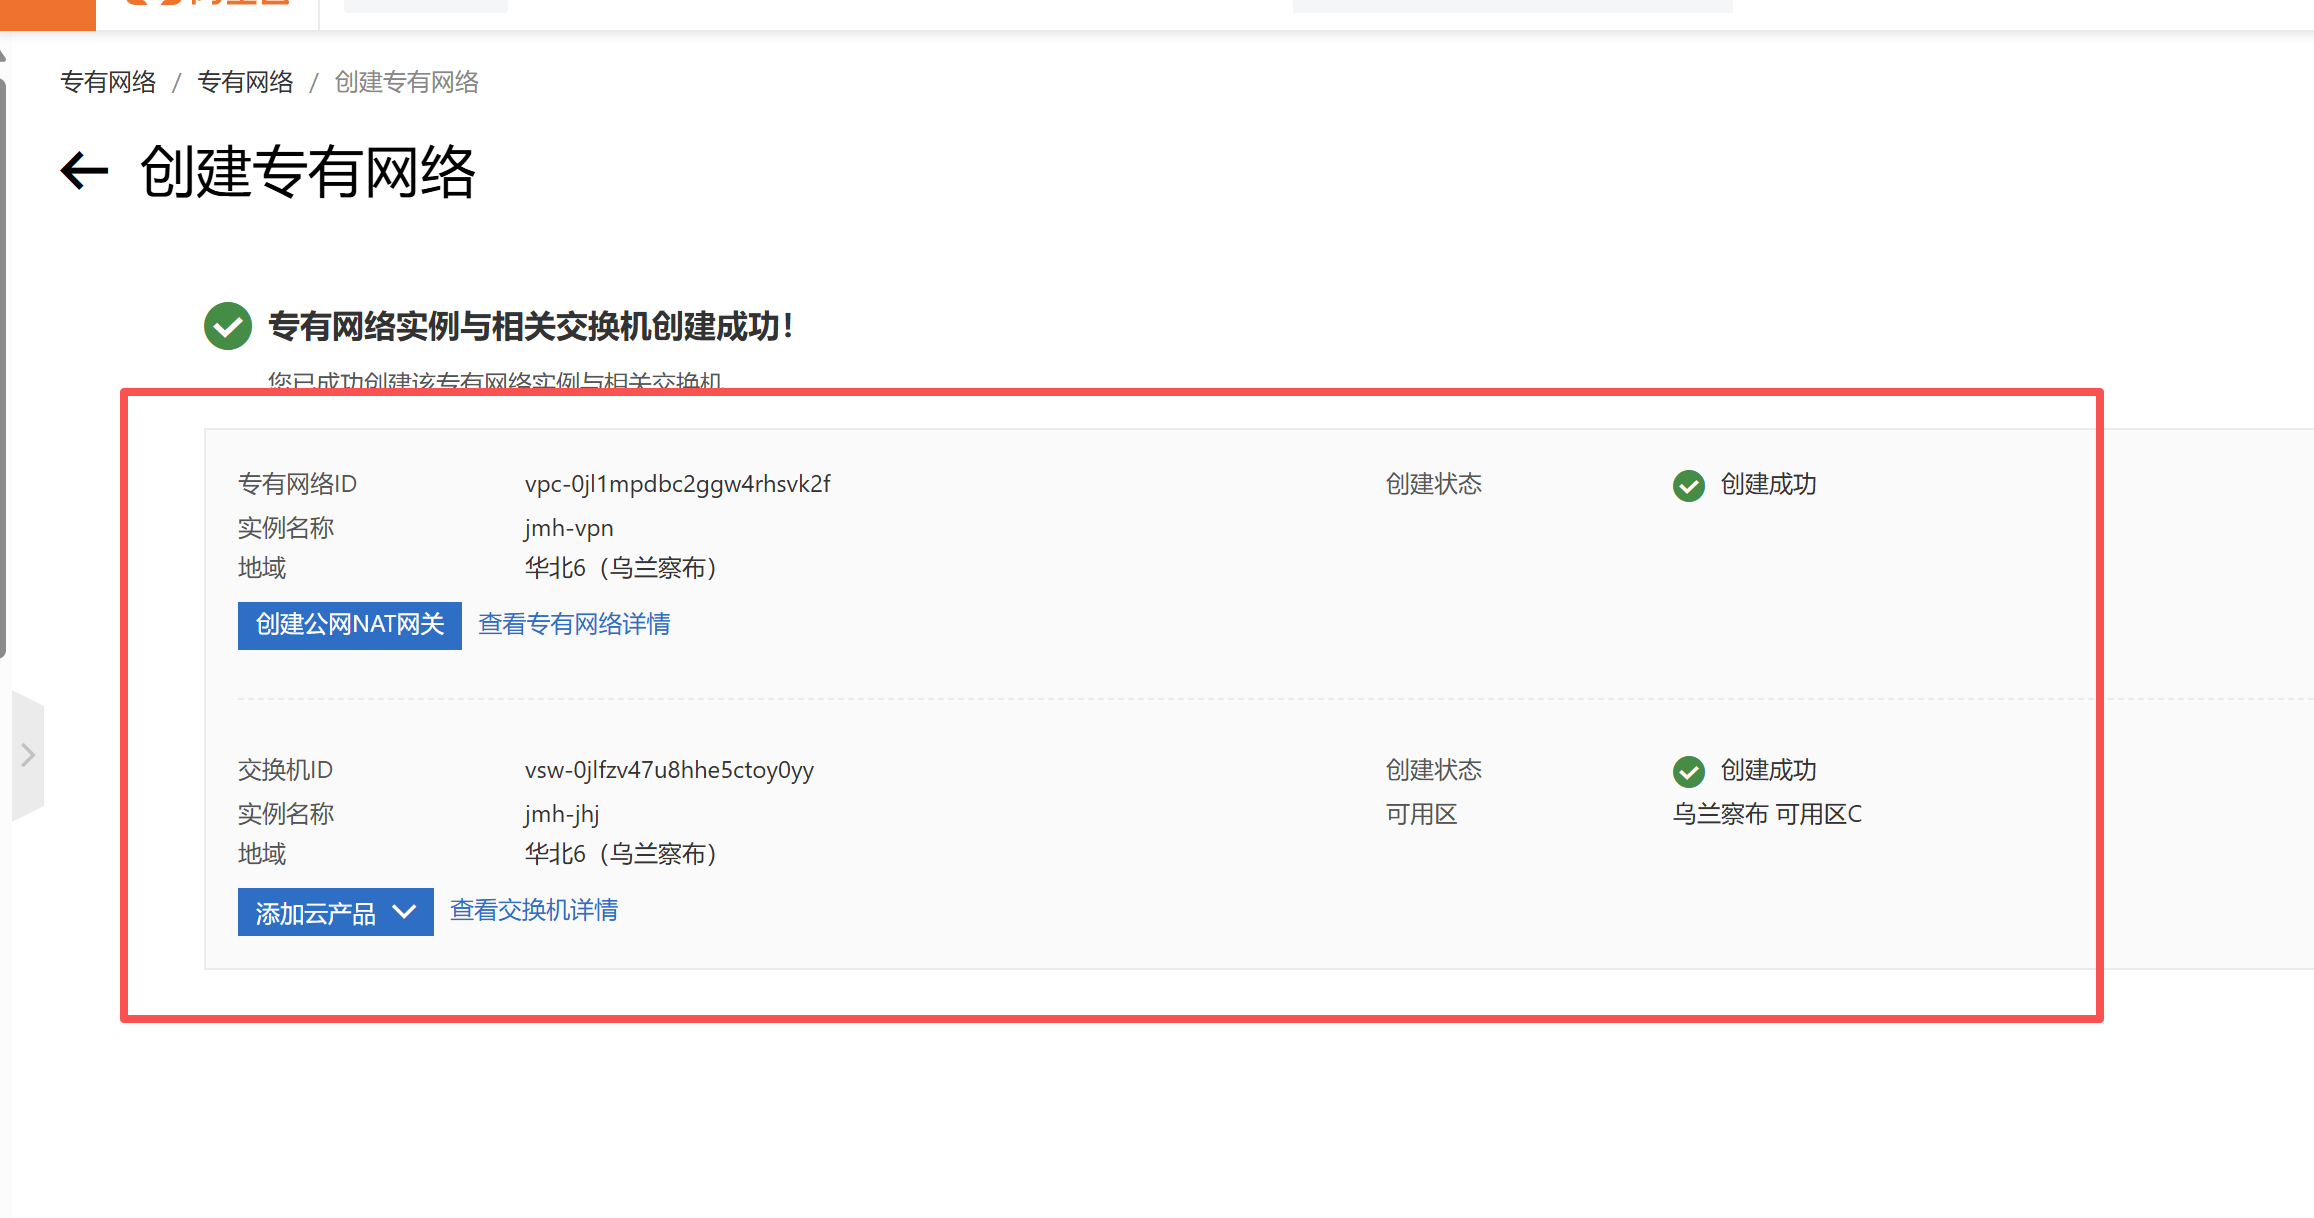 专有网络 / 专有网络 / 创建专有网络
创建专有网络
专有网络实例与相关交换机创建成功！
您已成功创建该专有网络实例与相关交换机
专有网络ID vpc-0jl1mpdbc2ggw4rhsvk2f 创建状态 创建成功
实例名称 jmh-vpn
地域 华北6（乌兰察布）
创建公网NAT网关 查看专有网络详情
交换机ID vsw-0jlfzv47u8hhe5ctoy0yy 创建状态 创建成功
实例名称 jmh-jhj 可用区 乌兰察布 可用区C
地域 华北6（乌兰察布）
添加云产品 查看交换机详情